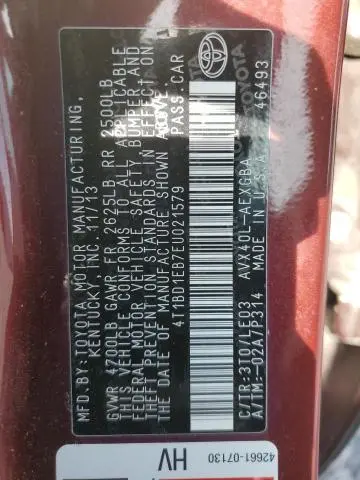 MFD.BY-TOYOTA MOTOR MANUFACTURING,
KENTUCKY, INC. 11/13
GVWR 4700LB GAWR FR 2625LB RR 2500LB
THIS VEHICLE CONFORMS TO ALL APPLICABLE
FEDERAL MOTOR VEHICLE SAFETY, BUMPER, AND
THEFT PREVENTION STANDARDS IN EFFECT ON
THE DATE OF MANUFACTURE SHOWN ABOVE.
4T1BD1EB7EU021579 PASS.CAR
TOYOTA
C/TR:3T0/LE03 AVX40L-AEXGBA
A/TM:-02A/P314 U.S.A. 46493
42661-07130
HV